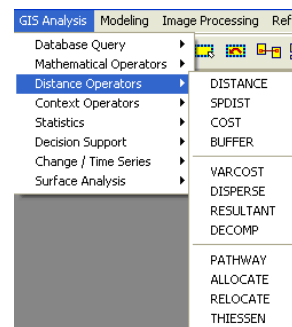 GIS Analysis Modeling Image Processing
Database Query
Mathematical Operators
Distance Operators
Context Operators
Statistics
Decision Support
Change / Time Series
Surface Analysis
DISTANCE
SPDIST
COST
BUFFER
VARCOST
DISPERSE
RESULTANT
DECOMP
PATHWAY
ALLOCATE
RELOCATE
THIESSEN